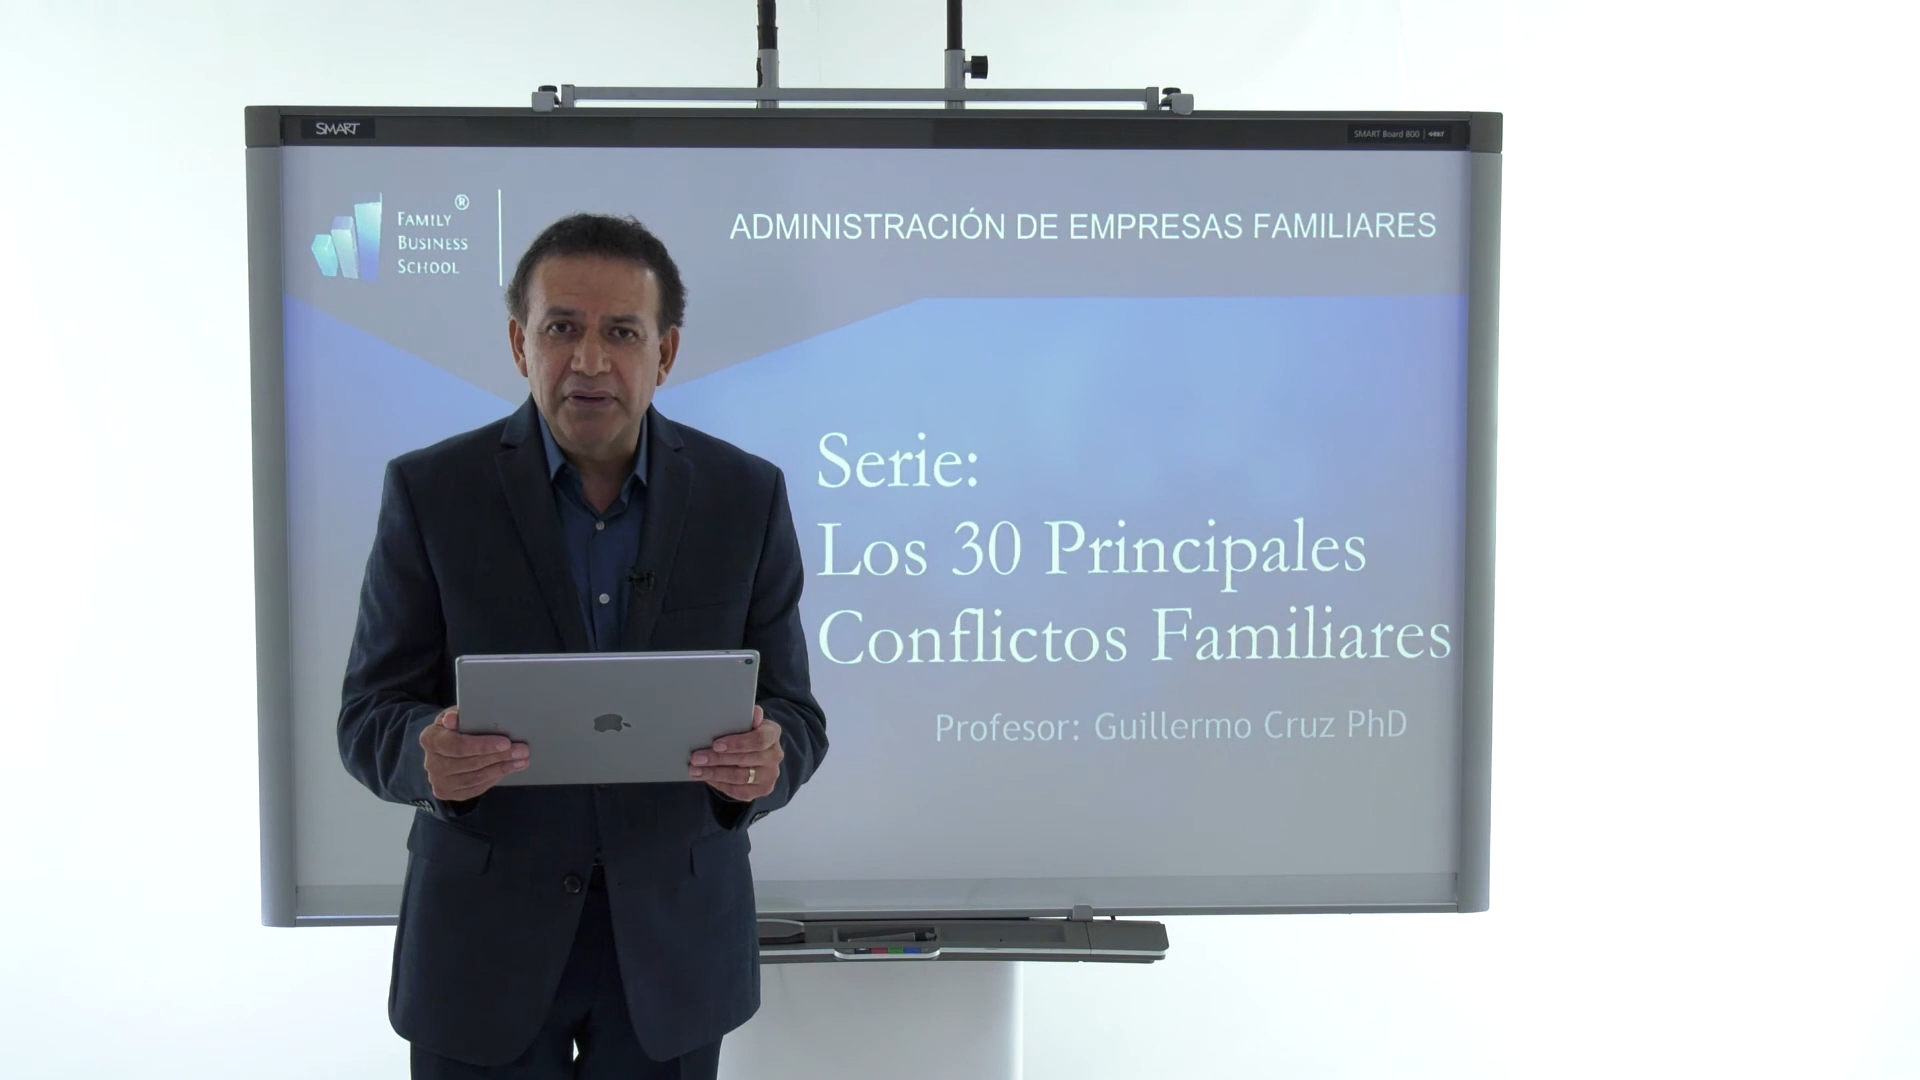 SMART
SMART Board 800
FAMILY
BUSINESS
SCHOOL
®
ADMINISTRACIÓN DE EMPRESAS FAMILIARES
Serie:
Los 30 Principales
Conflictos Familiares
Profesor: Guillermo Cruz PhD